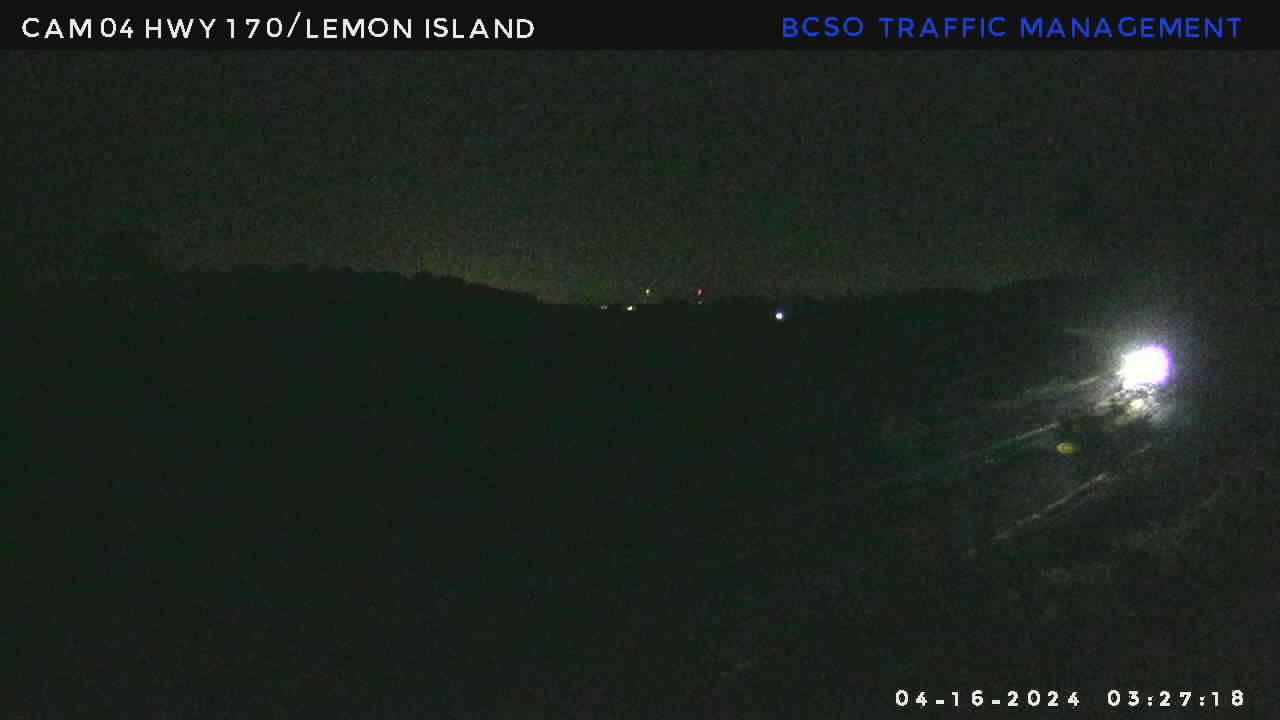 CAM04 HWY 170/LEMON ISLAND
BCSO TRAFFIC MANAGEMENT
04-16-2024 03:27:18